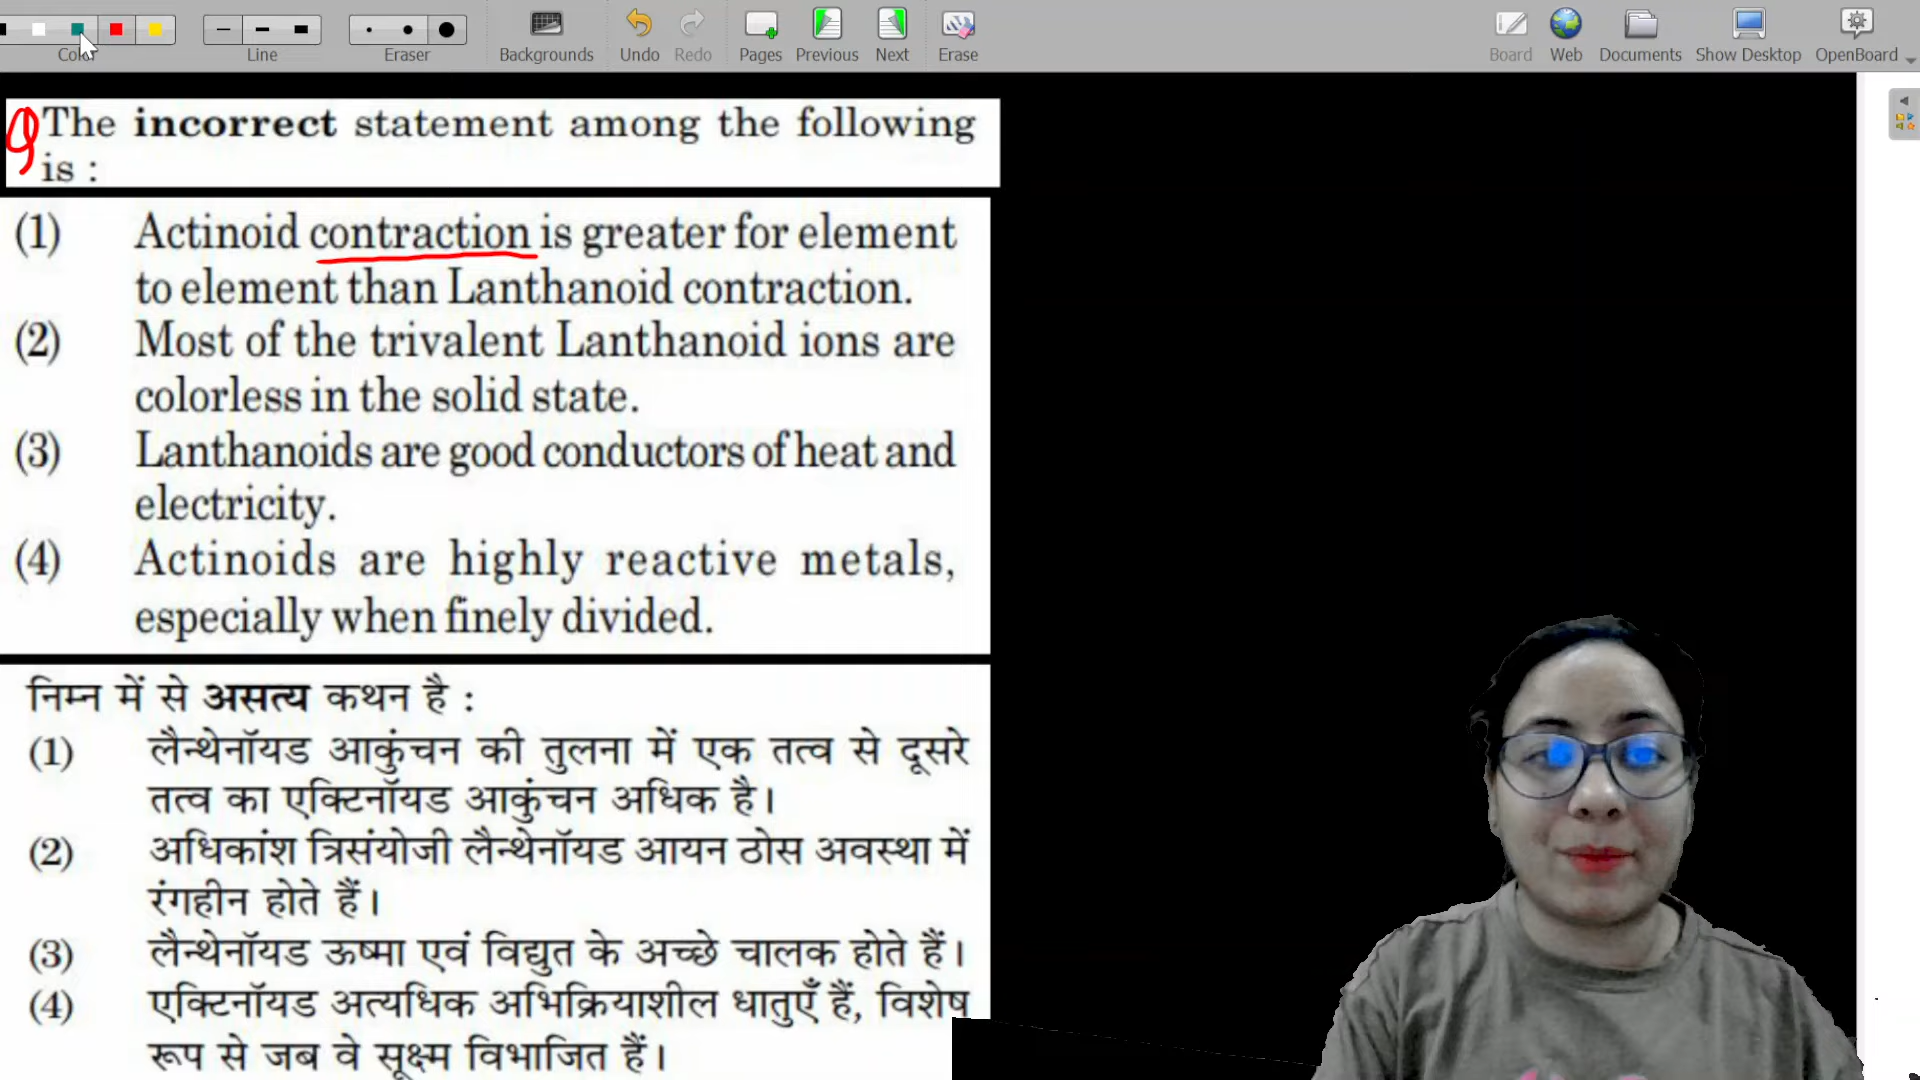 Color
Line
Eraser
Backgrounds
Undo
Redo
Pages
Previous
Next
Erase
Board
Web
Documents
Show Desktop
OpenBoard
Q The incorrect statement among the following
is :
(1) Actinoid contraction is greater for element
to element than Lanthanoid contraction.
(2) Most of the trivalent Lanthanoid ions are
colorless in the solid state.
(3) Lanthanoids are good conductors of heat and
electricity.
(4) Actinoids are highly reactive metals,
especially when finely divided.
निम्न में से असत्य कथन है :
(1) लैन्थेनॉयड आकुंचन की तुलना में एक तत्व से दूसरे
तत्व का एक्टिनॉयड आकुंचन अधिक है।
(2) अधिकांश त्रिसंयोजी लैन्थेनॉयड आयन ठोस अवस्था में
रंगहीन होते हैं।
(3) लैन्थेनॉयड ऊष्मा एवं विद्युत के अच्छे चालक होते हैं।
(4) एक्टिनॉयड अत्यधिक अभिक्रियाशील धातुएँ हैं, विशेष
रूप से जब वे सूक्ष्म विभाजित हैं।